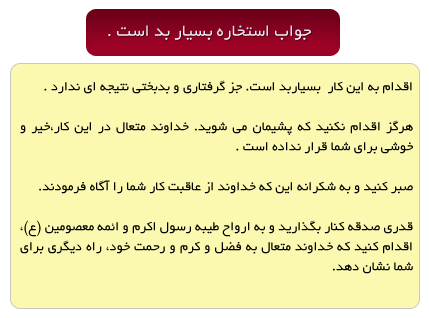 جواب استخاره بسیار بد است .
اقدام به این کار بسیاربد است. جز گرفتاری و بدبختی نتیجه ای ندارد .
هرگز اقدام نکنید که پشیمان می شوید. خداوند متعال در این کار،خیر و
خوشی برای شما قرار نداده است .
صبر کنید و به شکرانه این که خداوند از عاقبت کار شما را آگاه فرمودند.
قدری صدقه کنار بگذارید و به ارواح طیبه رسول اکرم و ائمه معصومین (ع)،
اقدام کنید که خداوند متعال به فضل و کرم و رحمت خود، راه دیگری برای
شما نشان دهد.